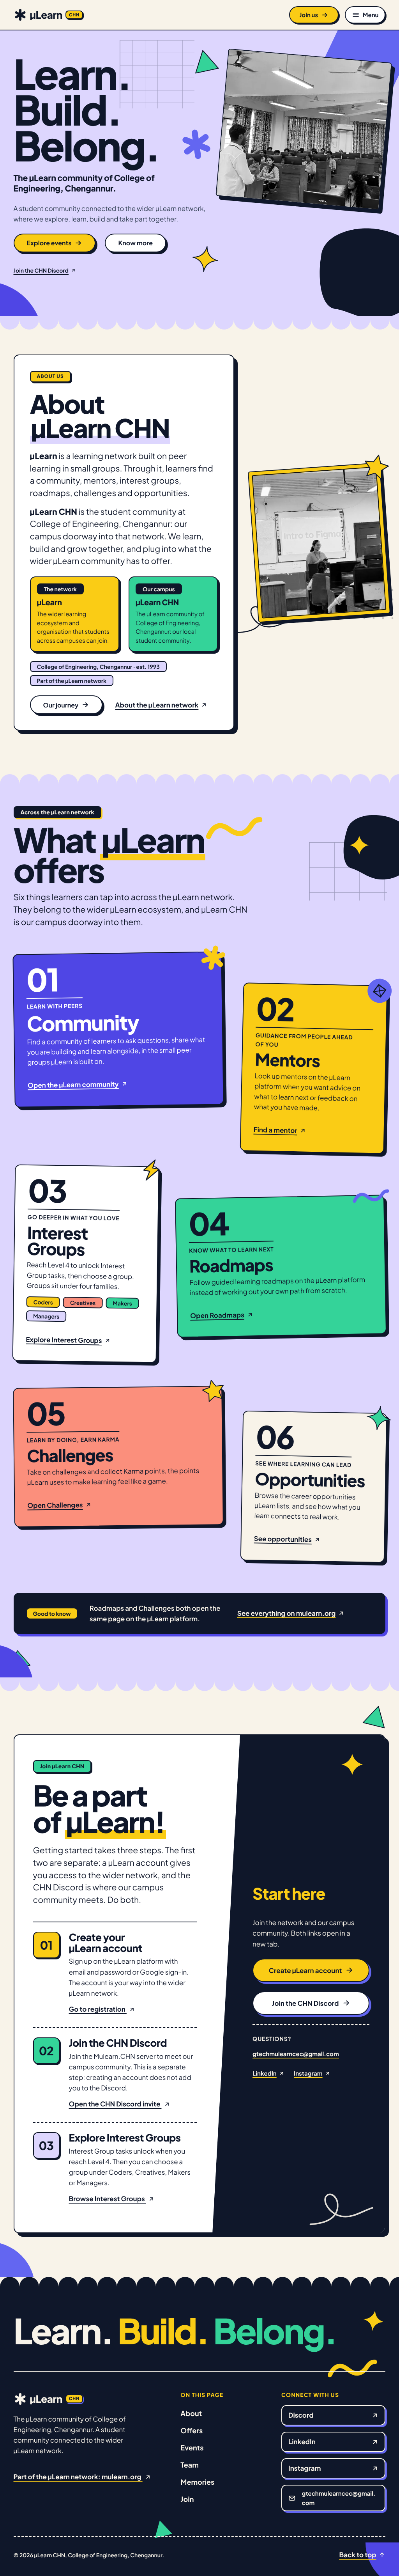 µLearn CHN
Join us
Menu
Learn.
Build.
Belong.
The µLearn community of College of
Engineering, Chengannur.
A student community connected to the wider µLearn network,
where we explore, learn, build and take part together.
Explore events
Know more
Join the CHN Discord
ABOUT US
About
µLearn CHN
µLearn is a learning network built on peer
learning in small groups. Through it, learners find
a community, mentors, interest groups,
roadmaps, challenges and opportunities.
µLearn CHN is the student community at
College of Engineering, Chengannur: our
campus doorway into that network. We learn,
build and grow together, and plug into what the
wider µLearn community has to offer.
The network
µLearn
The wider learning
ecosystem and
organisation that students
across campuses can join.
Our campus
µLearn CHN
The µLearn community of
College of Engineering,
Chengannur: our local
student community.
College of Engineering, Chengannur · est. 1993
Part of the µLearn network
Our journey
About the µLearn network
Intro to Figma
Across the µLearn network
What µLearn
offers
Six things learners can tap into across the µLearn network.
They belong to the wider µLearn ecosystem, and µLearn CHN
is our campus doorway into them.
01
LEARN WITH PEERS
Community
Find a community of learners to ask questions, share what
you are building and learn alongside, in the small peer
groups µLearn is built on.
Open the µLearn community
02
GUIDANCE FROM PEOPLE AHEAD
OF YOU
Mentors
Look up mentors on the µLearn
platform when you want advice on
what to learn next or feedback on
what you have made.
Find a mentor
03
GO DEEPER IN WHAT YOU LOVE
Interest
Groups
Reach Level 4 to unlock Interest
Group tasks, then choose a group.
Groups sit under four families.
Coders
Creatives
Makers
Managers
Explore Interest Groups
04
KNOW WHAT TO LEARN NEXT
Roadmaps
Follow guided learning roadmaps on the µLearn platform
instead of working out your own path from scratch.
Open Roadmaps
05
LEARN BY DOING, EARN KARMA
Challenges
Take on challenges and collect Karma points, the points
µLearn uses to make learning feel like a game.
Open Challenges
06
SEE WHERE LEARNING CAN LEAD
Opportunities
Browse the career opportunities
µLearn lists, and see how what you
learn connects to real work.
See opportunities
Good to know
Roadmaps and Challenges both open the
same page on the µLearn platform.
See everything on mulearn.org
Join µLearn CHN
Be a part
of µLearn!
Getting started takes three steps. The first
two are separate: a µLearn account gives
you access to the wider network, and the
CHN Discord is where our campus
community meets. Do both.
01
Create your
µLearn account
Sign up on the µLearn platform with
email and password or Google sign-in.
The account is your way into the wider
µLearn network.
Go to registration
02
Join the CHN Discord
Join the Mulearn.CHN server to meet our
campus community. This is a separate
step: creating an account does not add
you to the Discord.
Open the CHN Discord invite
03
Explore Interest Groups
Interest Group tasks unlock when you
reach Level 4. Then you can choose a
group under Coders, Creatives, Makers
or Managers.
Browse Interest Groups
Start here
Join the network and our campus
community. Both links open in a
new tab.
Create µLearn account
Join the CHN Discord
QUESTIONS?
gtechmulearncec@gmail.com
LinkedIn
Instagram
Learn. Build. Belong.
µLearn CHN
The µLearn community of College of
Engineering, Chengannur. A student
community connected to the wider
µLearn network.
Part of the µLearn network: mulearn.org
ON THIS PAGE
About
Offers
Events
Team
Memories
Join
CONNECT WITH US
Discord
LinkedIn
Instagram
gtechmulearncec@gmail.
com
© 2026 µLearn CHN, College of Engineering, Chengannur.
Back to top